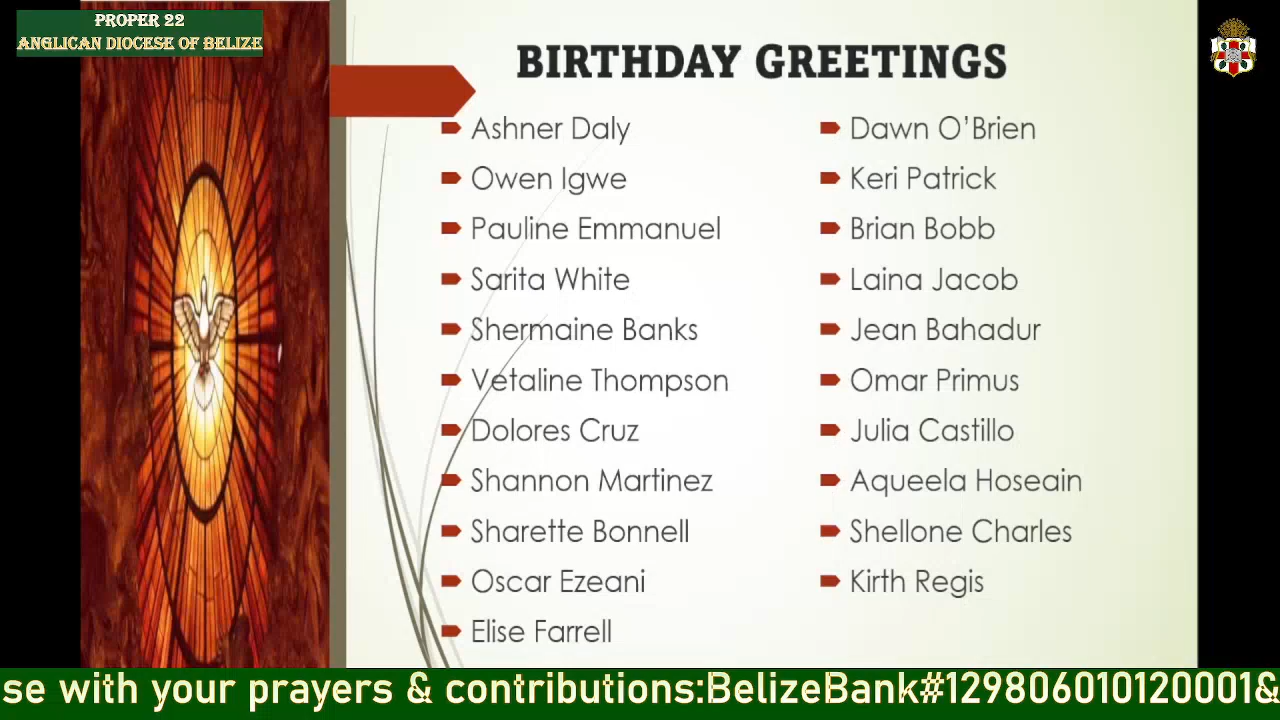 PROPER 22
ANGLICAN DIOCESE OF BELIZE
BIRTHDAY GREETINGS
Ashner Daly
Owen Igwe
Pauline Emmanuel
Sarita White
Shermaine Banks
Vetaline Thompson
Dolores Cruz
Shannon Martinez
Sharette Bonnell
Oscar Ezeani
Elise Farrell
Dawn O'Brien
Keri Patrick
Brian Bobb
Laina Jacob
Jean Bahadur
Omar Primus
Julia Castillo
Aqueela Hoseain
Shellone Charles
Kirth Regis
se with your prayers & contributions:BelizeBank#129806010120001&